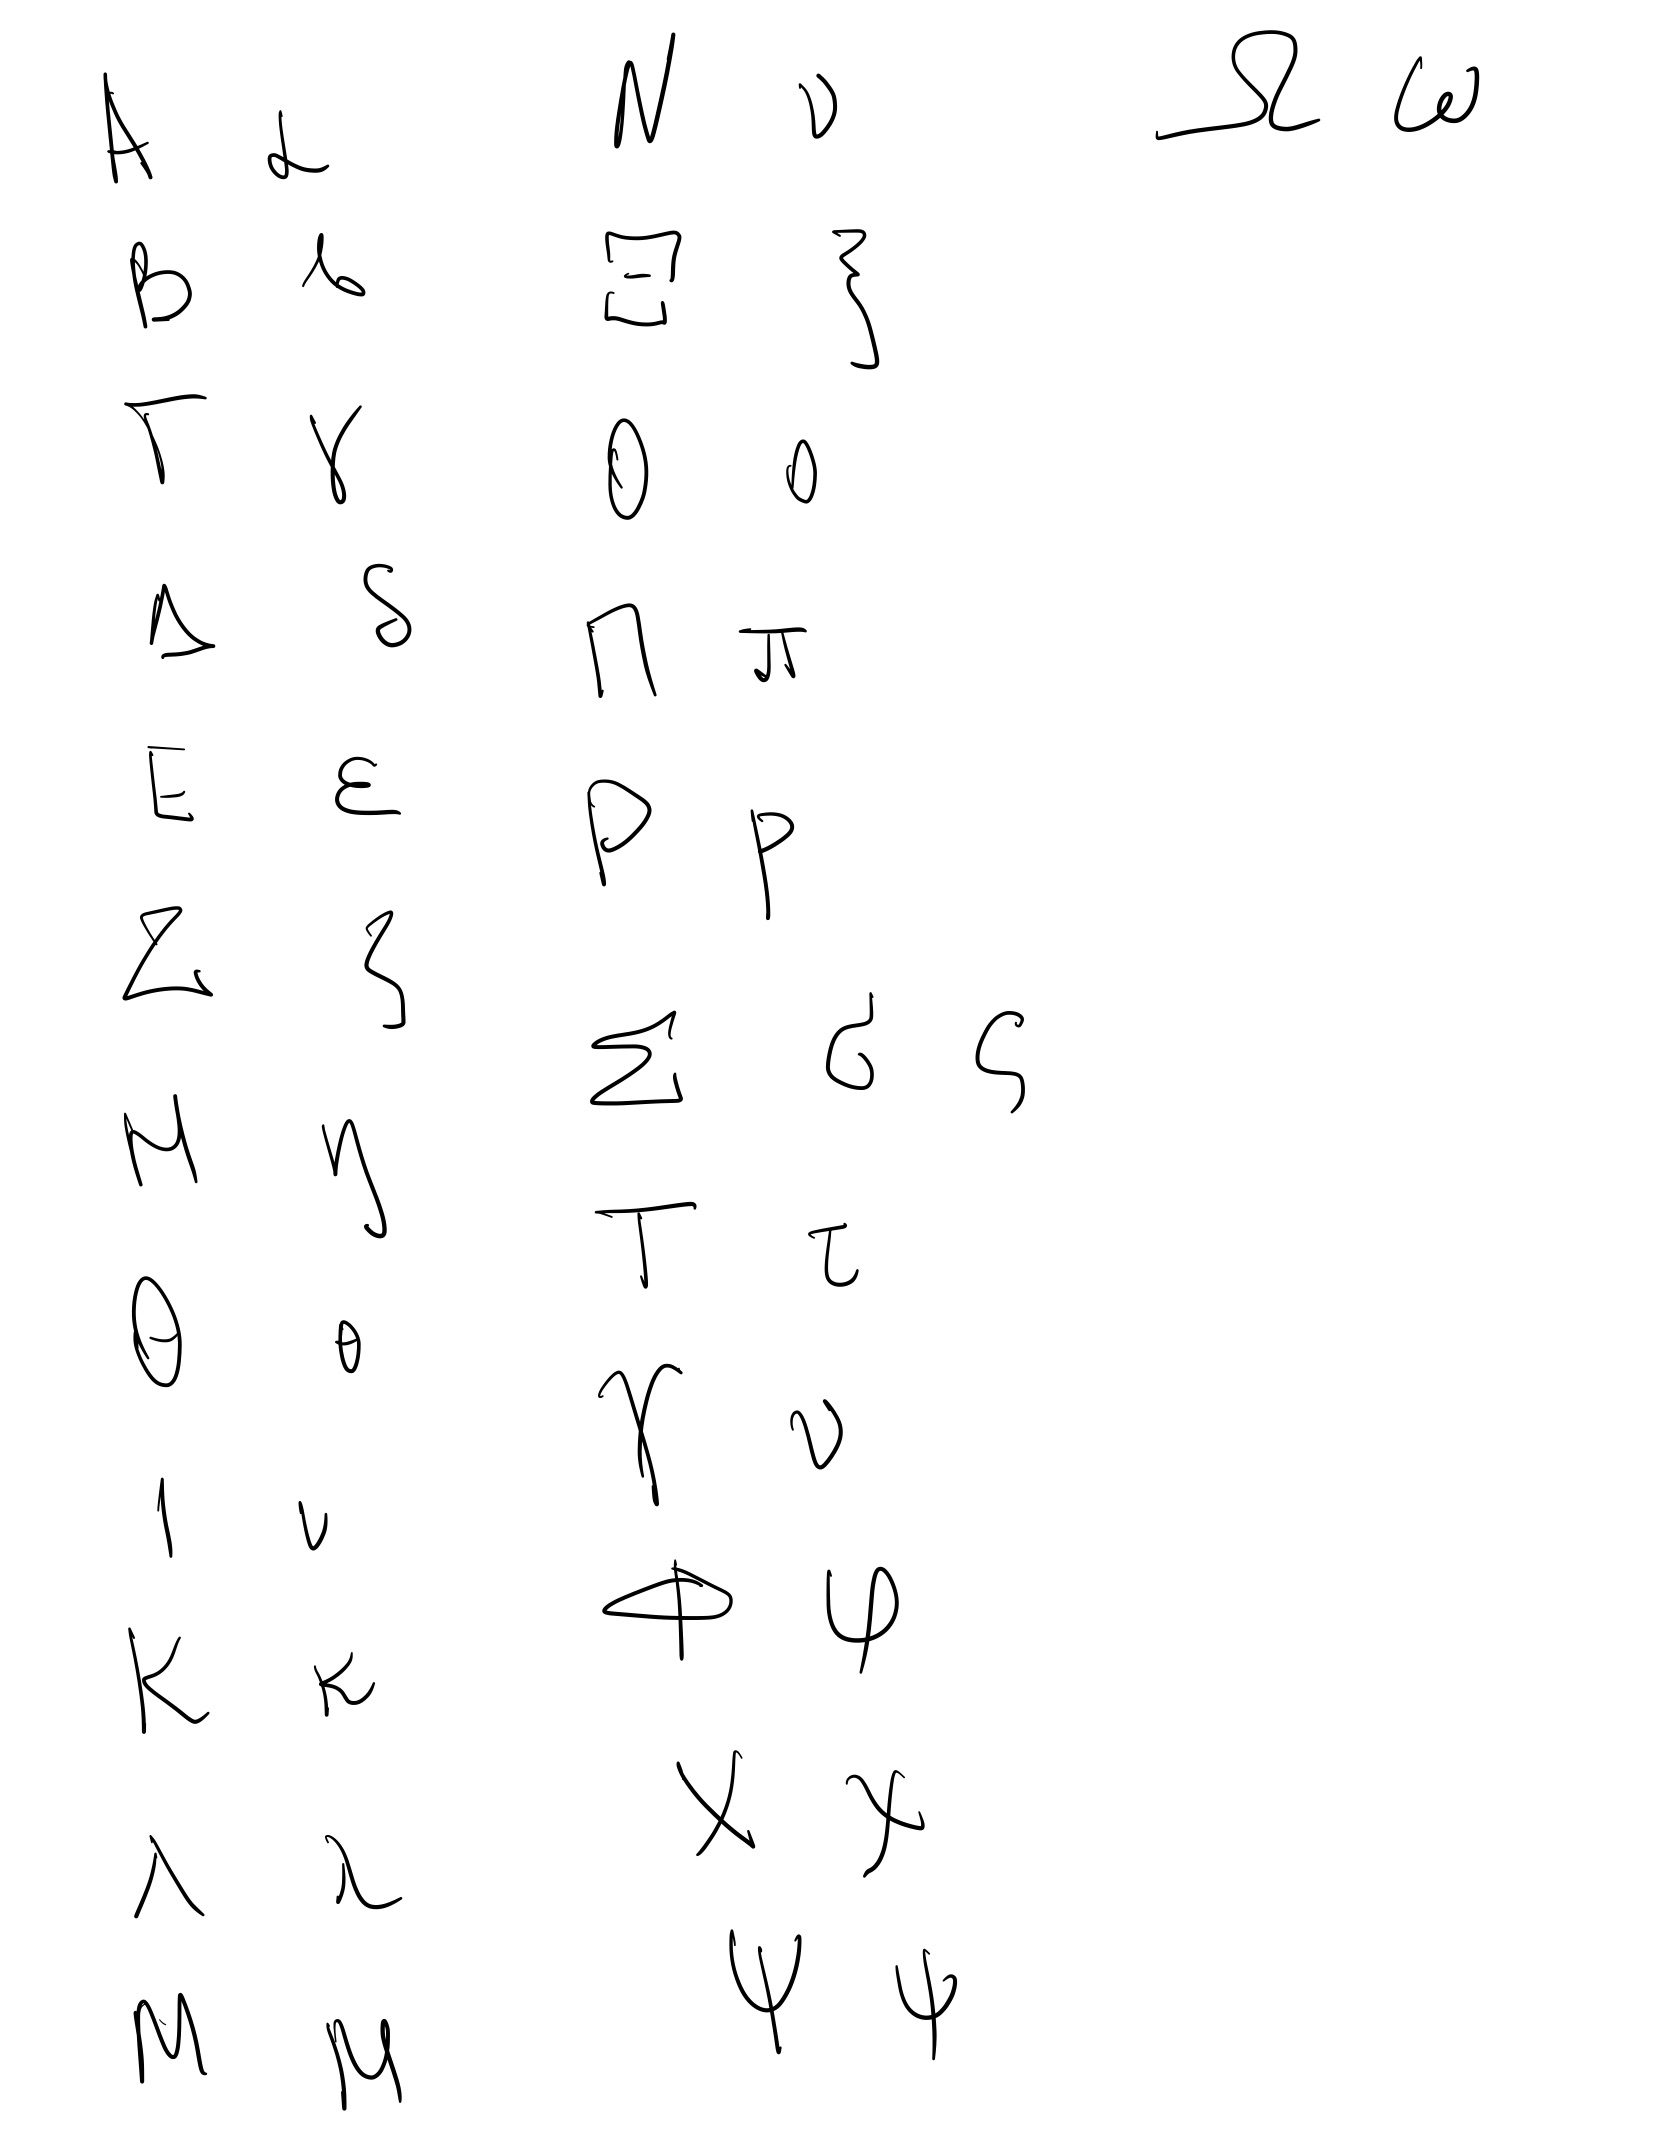 Α α
Β β
Γ γ
Δ δ
Ε ε
Ζ ζ
Η η
Θ θ
Ι ι
Κ κ
Λ λ
Μ μ
Ν ν
Ξ ξ
Ο ο
Π π
Ρ ρ
Σ σ ς
Τ τ
Υ υ
Φ φ
Χ χ
Ψ ψ
Ω ω